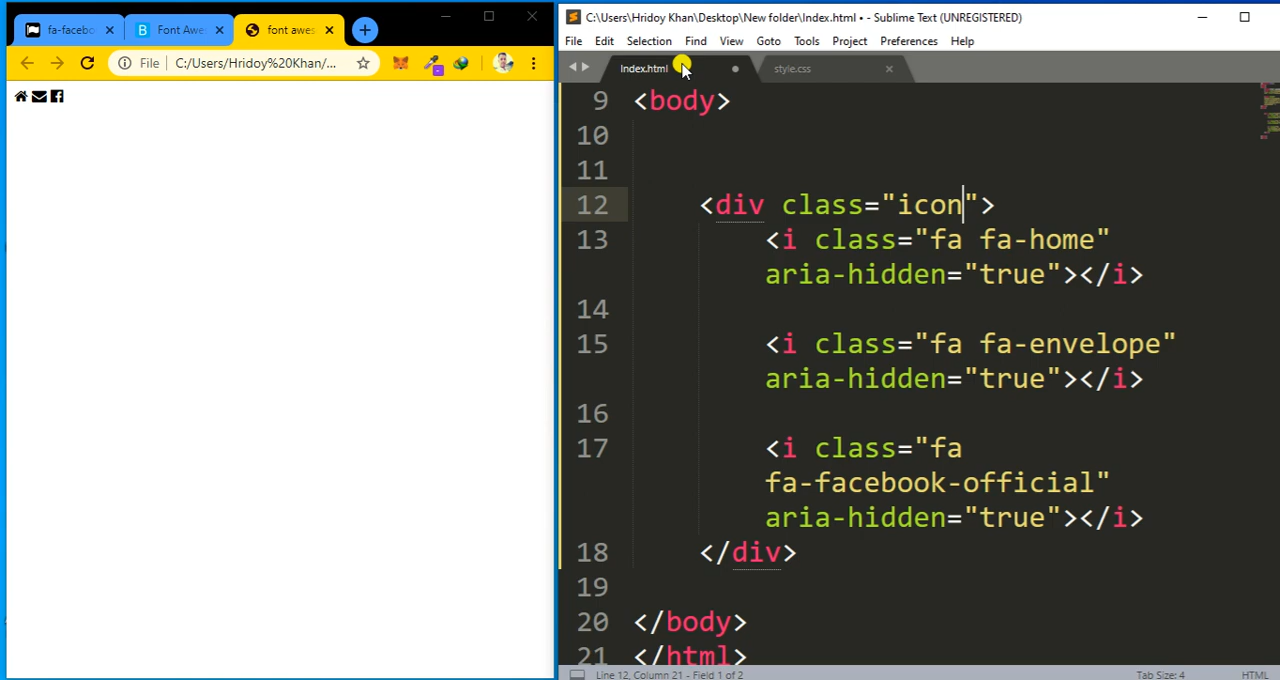 fa-facebo
Font Awe
font awes
File
C:/Users/Hridoy%20Khan/...
C:\Users\Hridoy Khan\Desktop\New folder\Index.html • - Sublime Text (UNREGISTERED)
File Edit Selection Find View Goto Tools Project Preferences Help
Index.html
style.css
9 <body>
10
11
12 <div class="icon">
13 <i class="fa fa-home"
aria-hidden="true"></i>
14
15 <i class="fa fa-envelope"
aria-hidden="true"></i>
16
17 <i class="fa
fa-facebook-official"
aria-hidden="true"></i>
18 </div>
19
20 </body>
21 </html>
Line 12, Column 21 - Field 1 of 2
Tab Size: 4
HTML